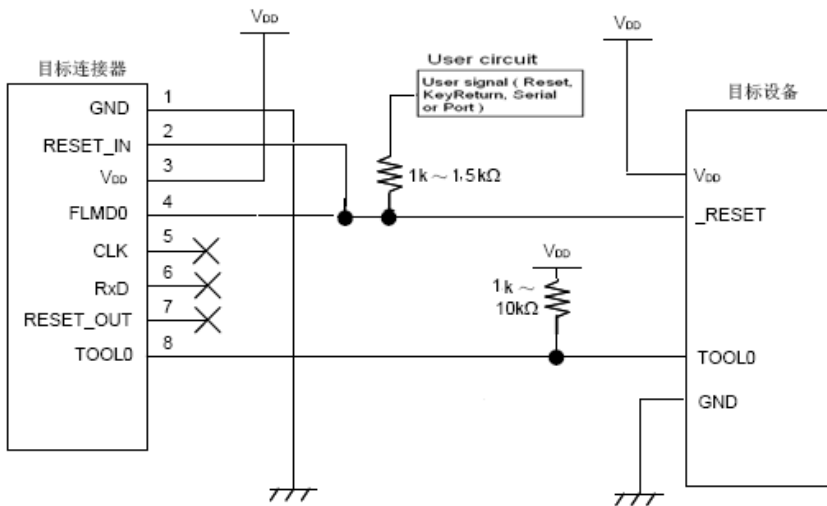 VDD
目标连接器
GND 1
RESET_IN 2
VDD 3
FLMD0 4
CLK 5
RxD 6
RESET_OUT 7
TOOL0 8
User circuit
User signal ( Reset,
KeyReturn, Serial
or Port )
1k ~ 1.5kΩ
VDD
1k ~
10kΩ
VDD
目标设备
VDD
_RESET
TOOL0
GND